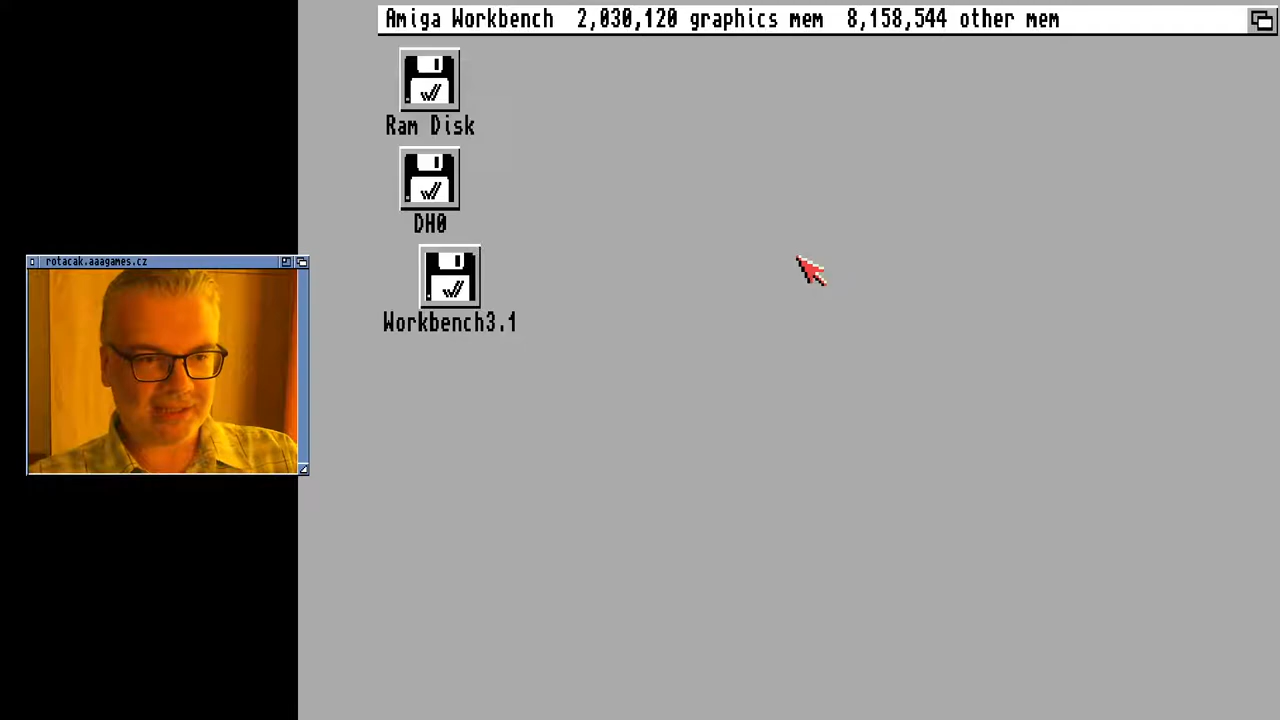 Amiga Workbench 2,030,120 graphics mem 8,158,544 other mem
Ram Disk
DH0
rotacak.aaagames.cz
Workbench3.1